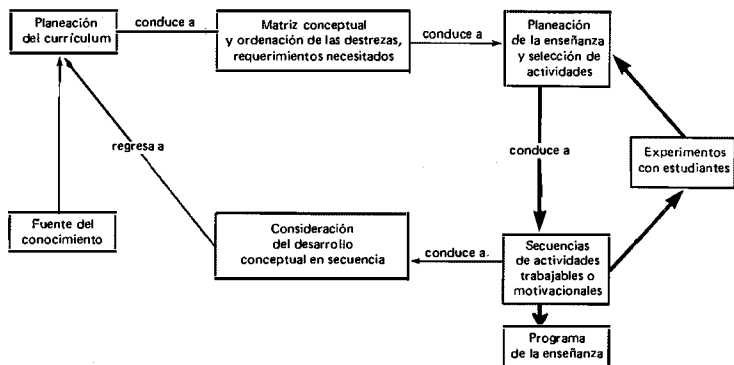 Planeación
del currículum
conduce a
Matriz conceptual
y ordenación de las destrezas,
requerimientos necesitados
conduce a
Planeación
de la enseñanza
y selección de
actividades
regresa a
conduce a
Experimentos
con estudiantes
Fuente del
conocimiento
Consideración
del desarrollo
conceptual en secuencia
conduce a
Secuencias
de actividades
trabajables o
motivacionales
Programa
de la enseñanza